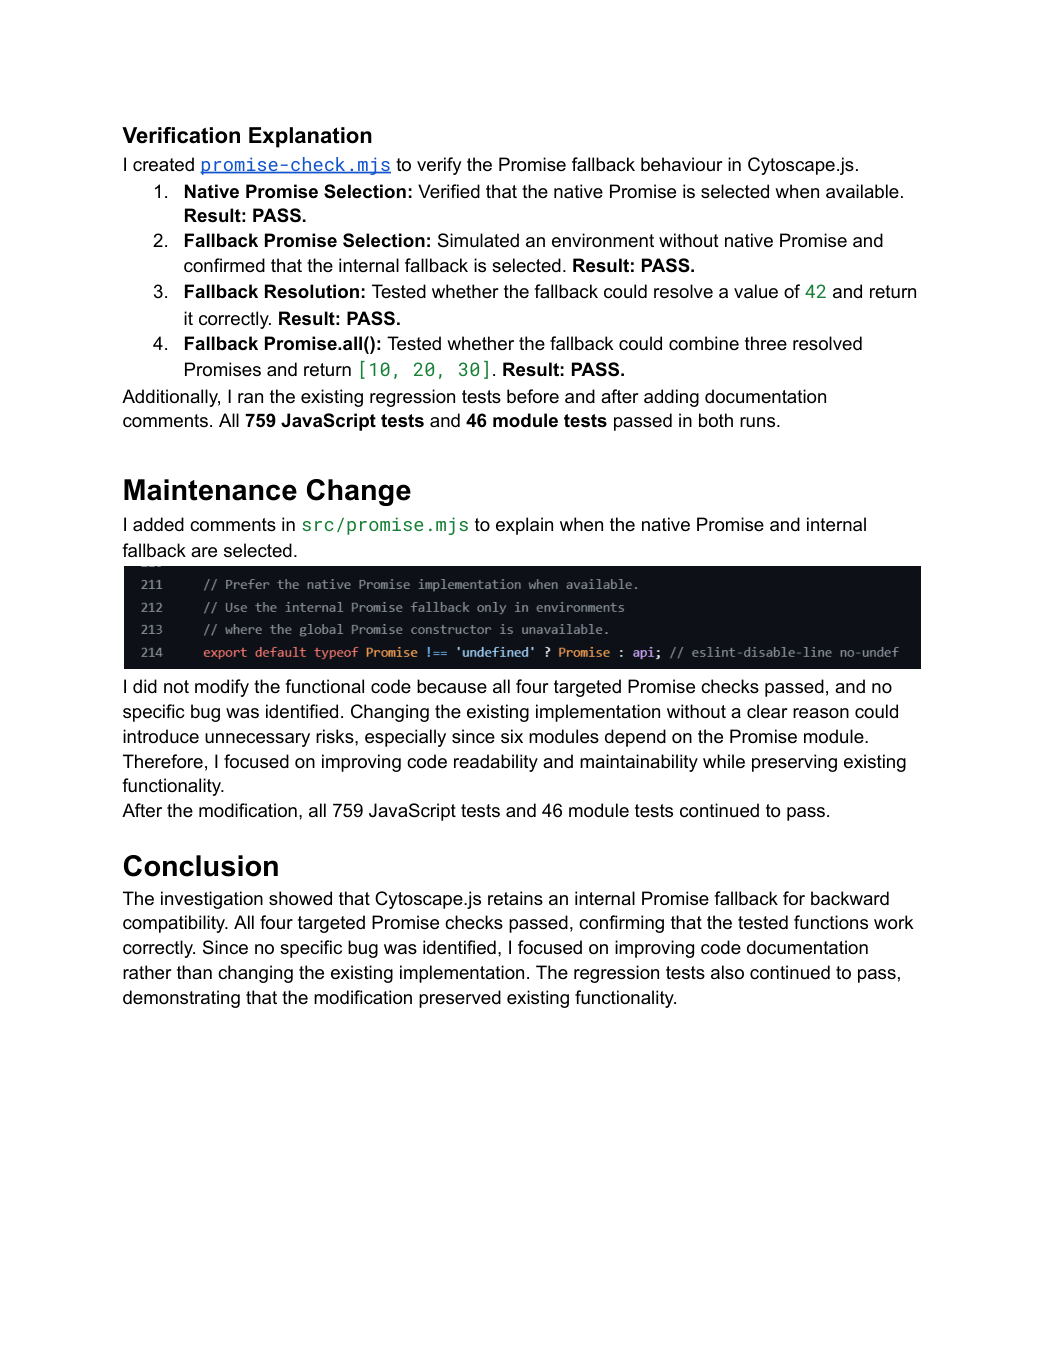 Verification Explanation
I created promise-check.mjs to verify the Promise fallback behaviour in Cytoscape.js.
1. Native Promise Selection: Verified that the native Promise is selected when available.
Result: PASS.
2. Fallback Promise Selection: Simulated an environment without native Promise and
confirmed that the internal fallback is selected. Result: PASS.
3. Fallback Resolution: Tested whether the fallback could resolve a value of 42 and return
it correctly. Result: PASS.
4. Fallback Promise.all(): Tested whether the fallback could combine three resolved
Promises and return [10, 20, 30]. Result: PASS.
Additionally, I ran the existing regression tests before and after adding documentation
comments. All 759 JavaScript tests and 46 module tests passed in both runs.
Maintenance Change
I added comments in src/promise.mjs to explain when the native Promise and internal
fallback are selected.
211 // Prefer the native Promise implementation when available.
212 // Use the internal Promise fallback only in environments
213 // where the global Promise constructor is unavailable.
214 export default typeof Promise !== 'undefined' ? Promise : api; // eslint-disable-line no-undef
I did not modify the functional code because all four targeted Promise checks passed, and no
specific bug was identified. Changing the existing implementation without a clear reason could
introduce unnecessary risks, especially since six modules depend on the Promise module.
Therefore, I focused on improving code readability and maintainability while preserving existing
functionality.
After the modification, all 759 JavaScript tests and 46 module tests continued to pass.
Conclusion
The investigation showed that Cytoscape.js retains an internal Promise fallback for backward
compatibility. All four targeted Promise checks passed, confirming that the tested functions work
correctly. Since no specific bug was identified, I focused on improving code documentation
rather than changing the existing implementation. The regression tests also continued to pass,
demonstrating that the modification preserved existing functionality.